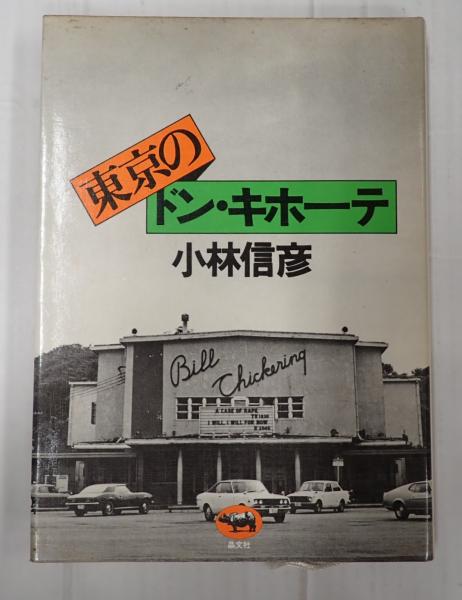 東京の
ドン・キホーテ
小林信彦
Bill
Chickering
A CASE OF RAPE
I WILL, I WILL FOR NOW
晶文社